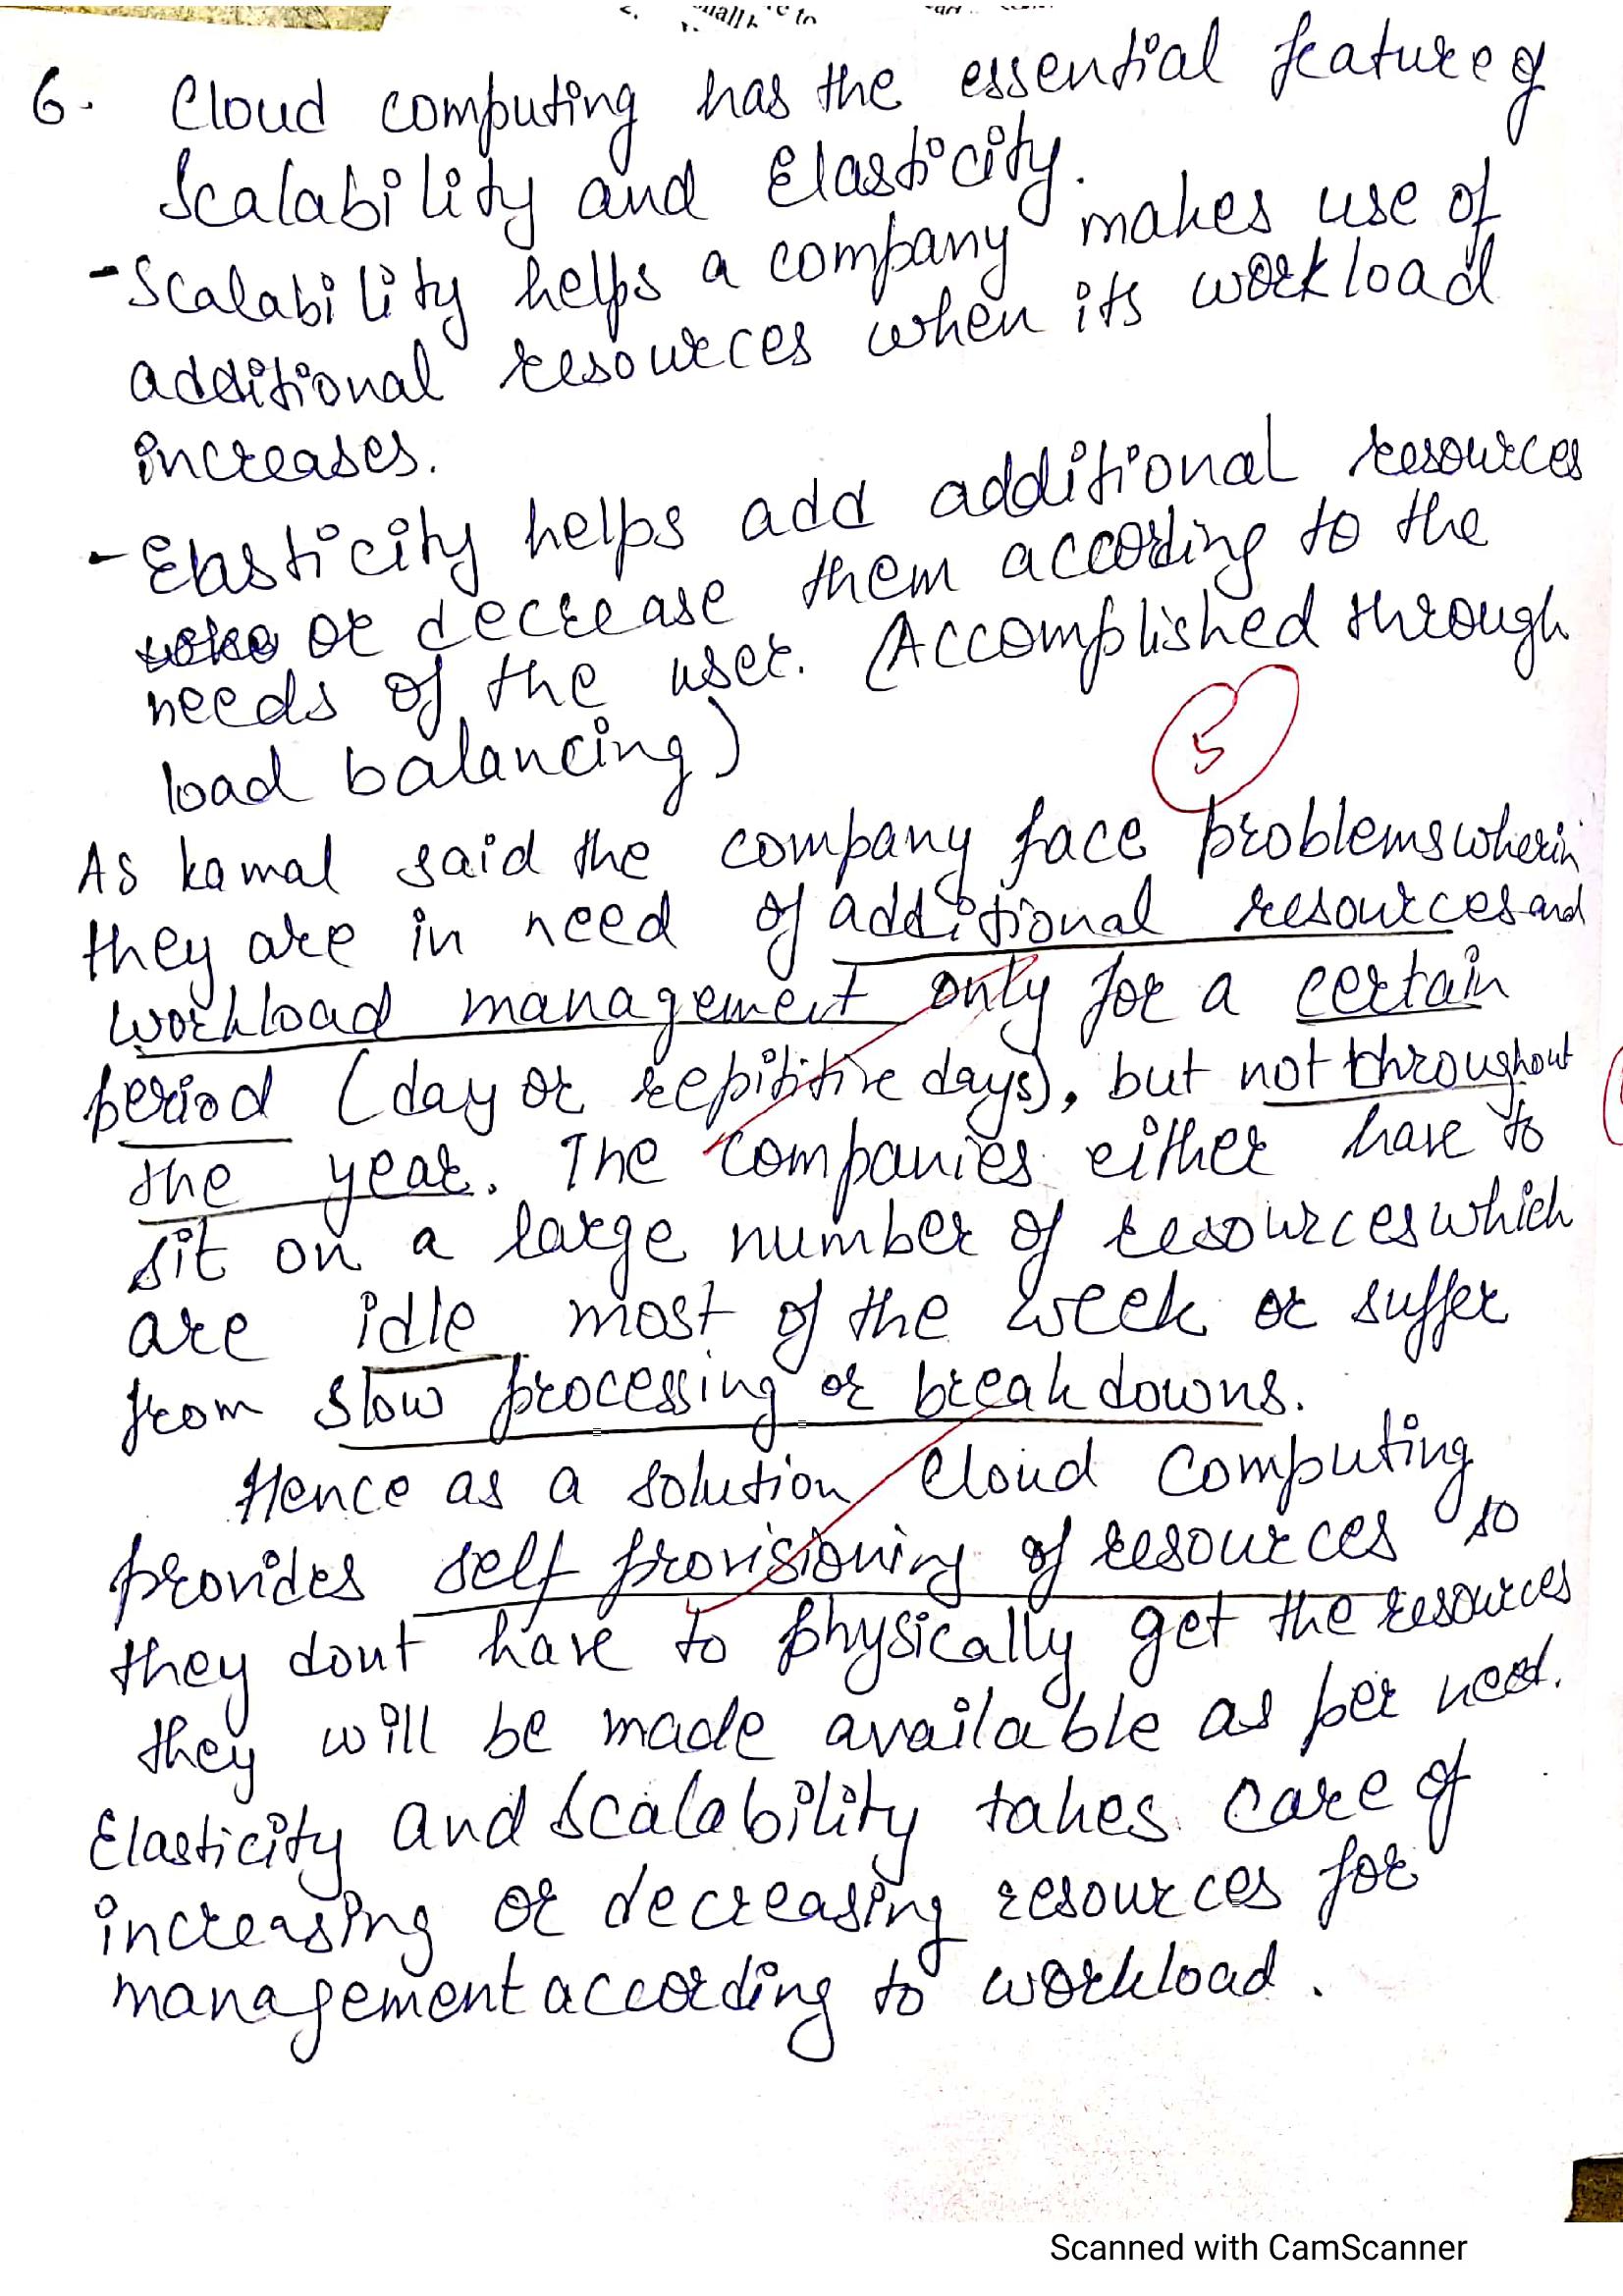 6. Cloud computing has the essential feature of
Scalability and Elasticity.
- Scalability helps a company makes use of
additional resources when its workload
increases.
- Elasticity helps add additional resources
or decrease them according to the
needs of the user. (Accomplished through
load balancing)
5
As kamal said the company face problems wherin
they are in need of additional resources and
workload management only for a certain
period (day or repititive days), but not throughout
the year. The companies either have to
sit on a large number of resources which
are idle most of the week or suffer
from slow processing or breakdowns.
Hence as a solution Cloud Computing
provides self provisioning of resources so
they dont have to physically get the resources
they will be made available as per need.
Elasticity and Scalability takes care of
increasing or decreasing resources for
management according to workload.
Scanned with CamScanner